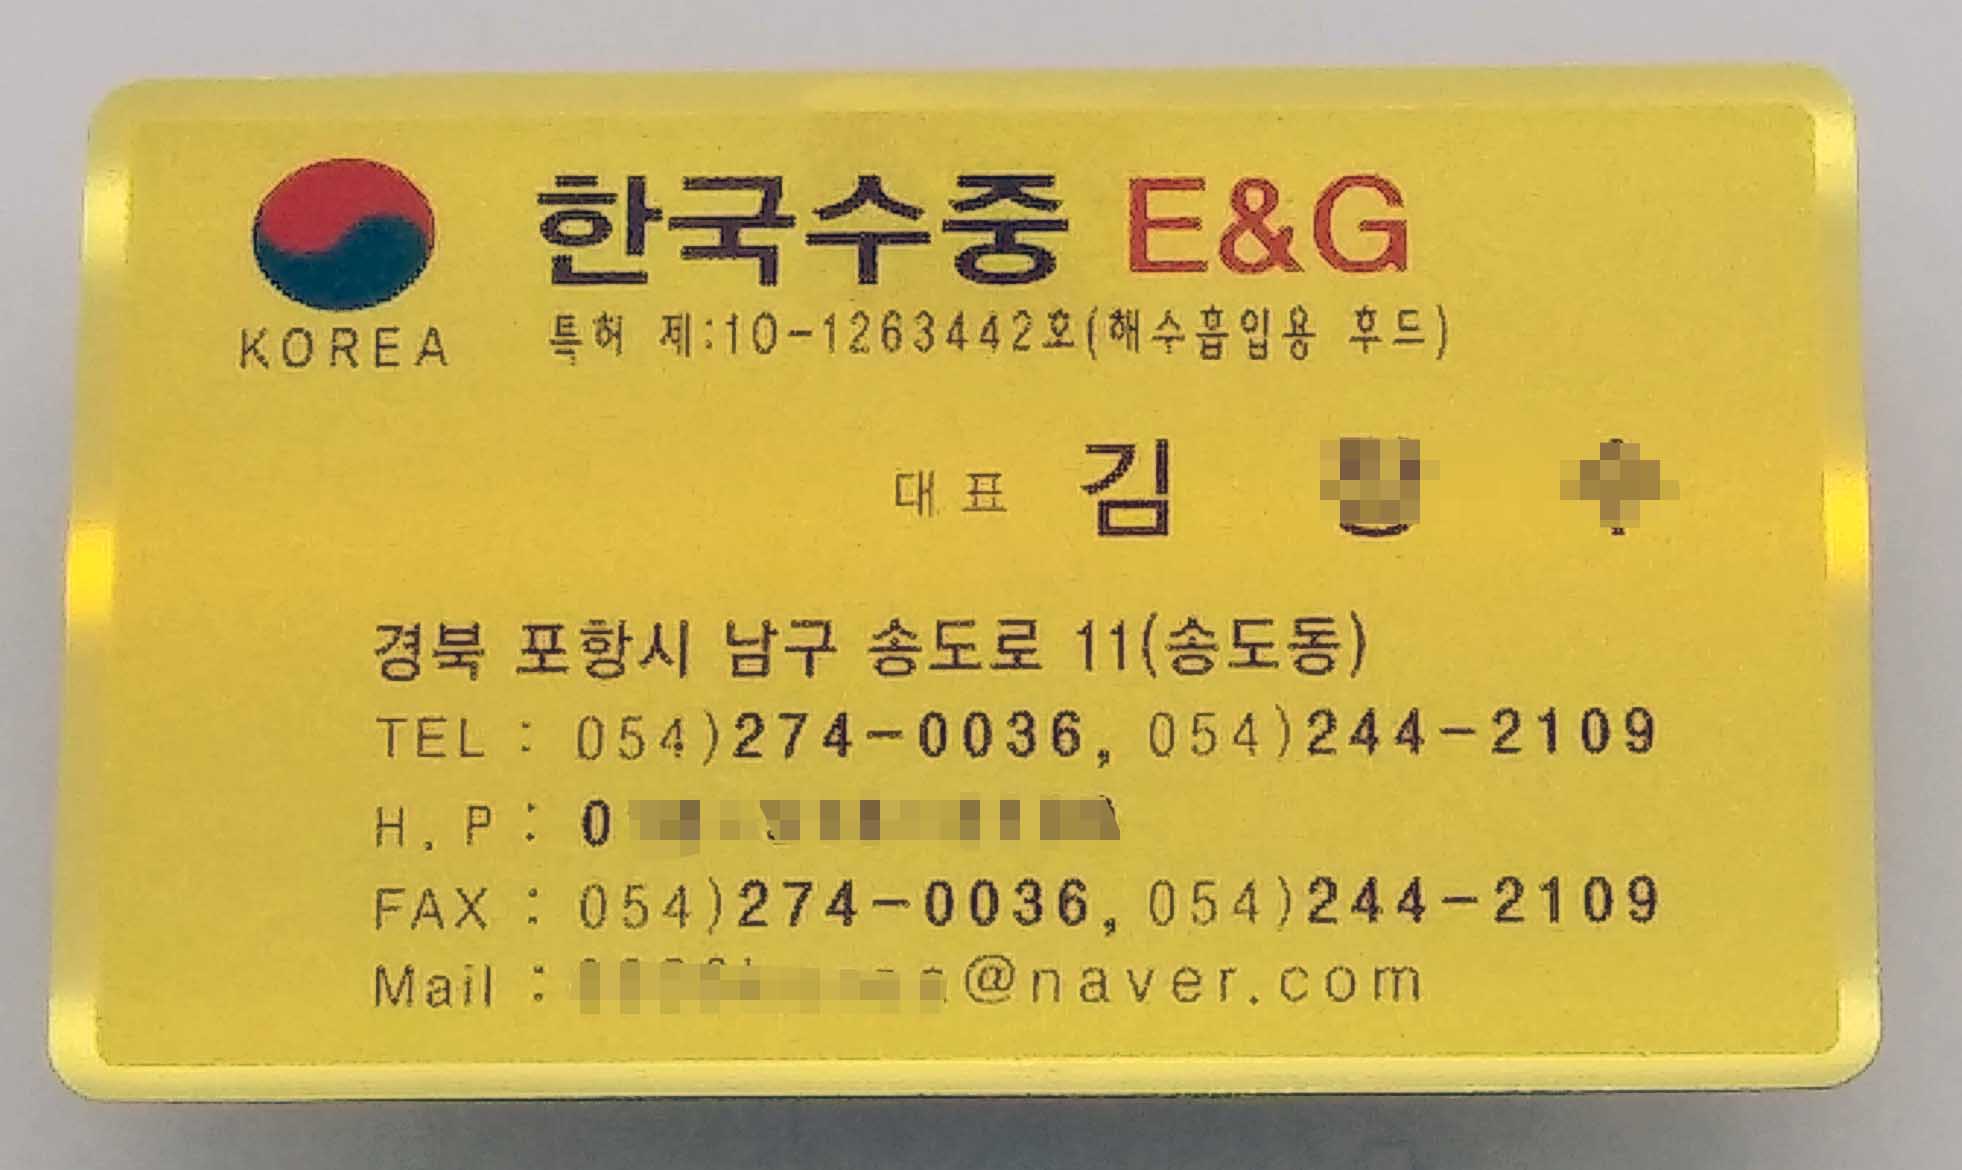 한국수중 E&G
KOREA
특허 제:10-1263442호(해수흡입용 후드)
대표 김
경북 포항시 남구 송도로 11(송도동)
TEL : 054)274-0036, 054)244-2109
H.P : 0
FAX : 054)274-0036, 054)244-2109
Mail : @naver.com